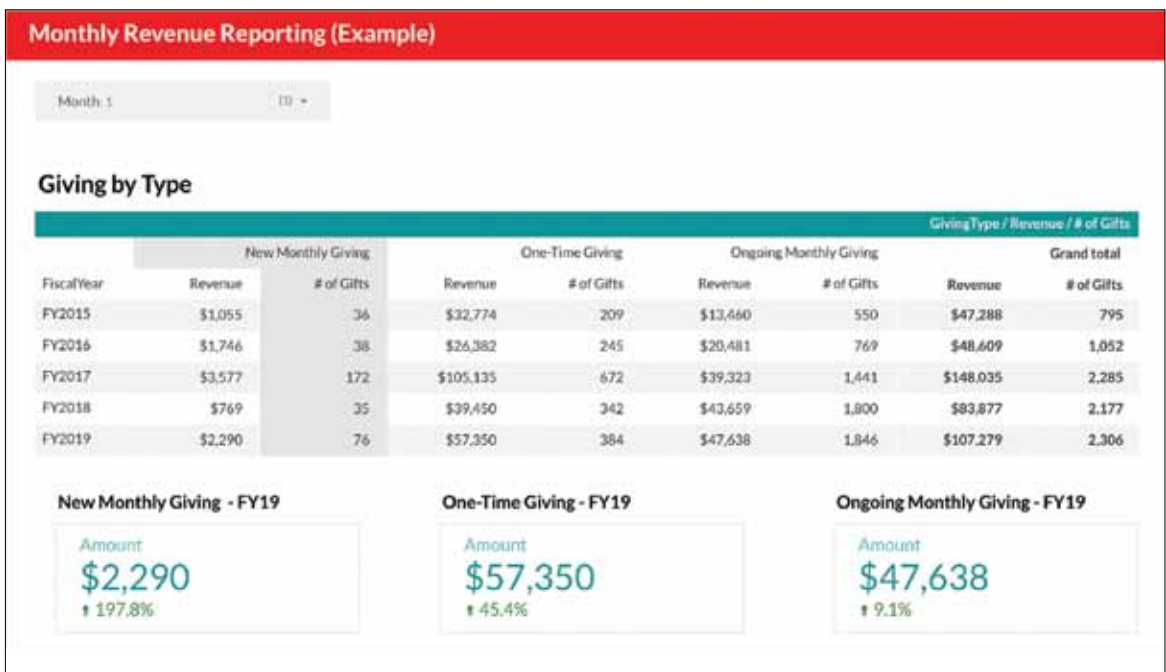 Monthly Revenue Reporting (Example)
Month: 1 (1)
Giving by Type
GivingType / Revenue / # of Gifts
New Monthly Giving One-Time Giving Ongoing Monthly Giving Grand total
FiscalYear Revenue # of Gifts Revenue # of Gifts Revenue # of Gifts Revenue # of Gifts
FY2015 $1,055 36 $32,774 209 $13,460 550 $47,288 795
FY2016 $1,746 38 $26,382 245 $20,481 769 $48,609 1,052
FY2017 $3,577 172 $105,135 672 $39,323 1,441 $148,035 2,285
FY2018 $769 35 $39,450 342 $43,659 1,800 $83,877 2,177
FY2019 $2,290 76 $57,350 384 $47,638 1,846 $107,279 2,306
New Monthly Giving - FY19 One-Time Giving - FY19 Ongoing Monthly Giving - FY19
Amount Amount Amount
$2,290 $57,350 $47,638
197.8% 45.4% 9.1%